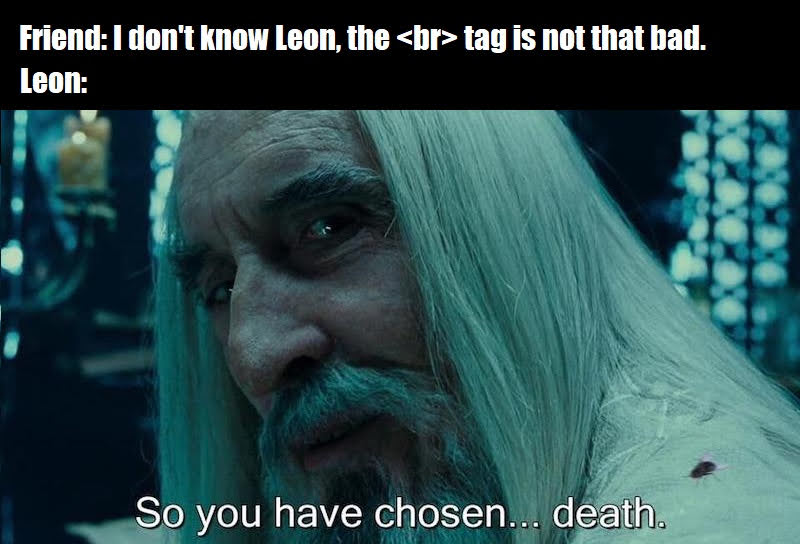 Friend: I don't know Leon, the <br> tag is not that bad.
Leon:
So you have chosen... death.